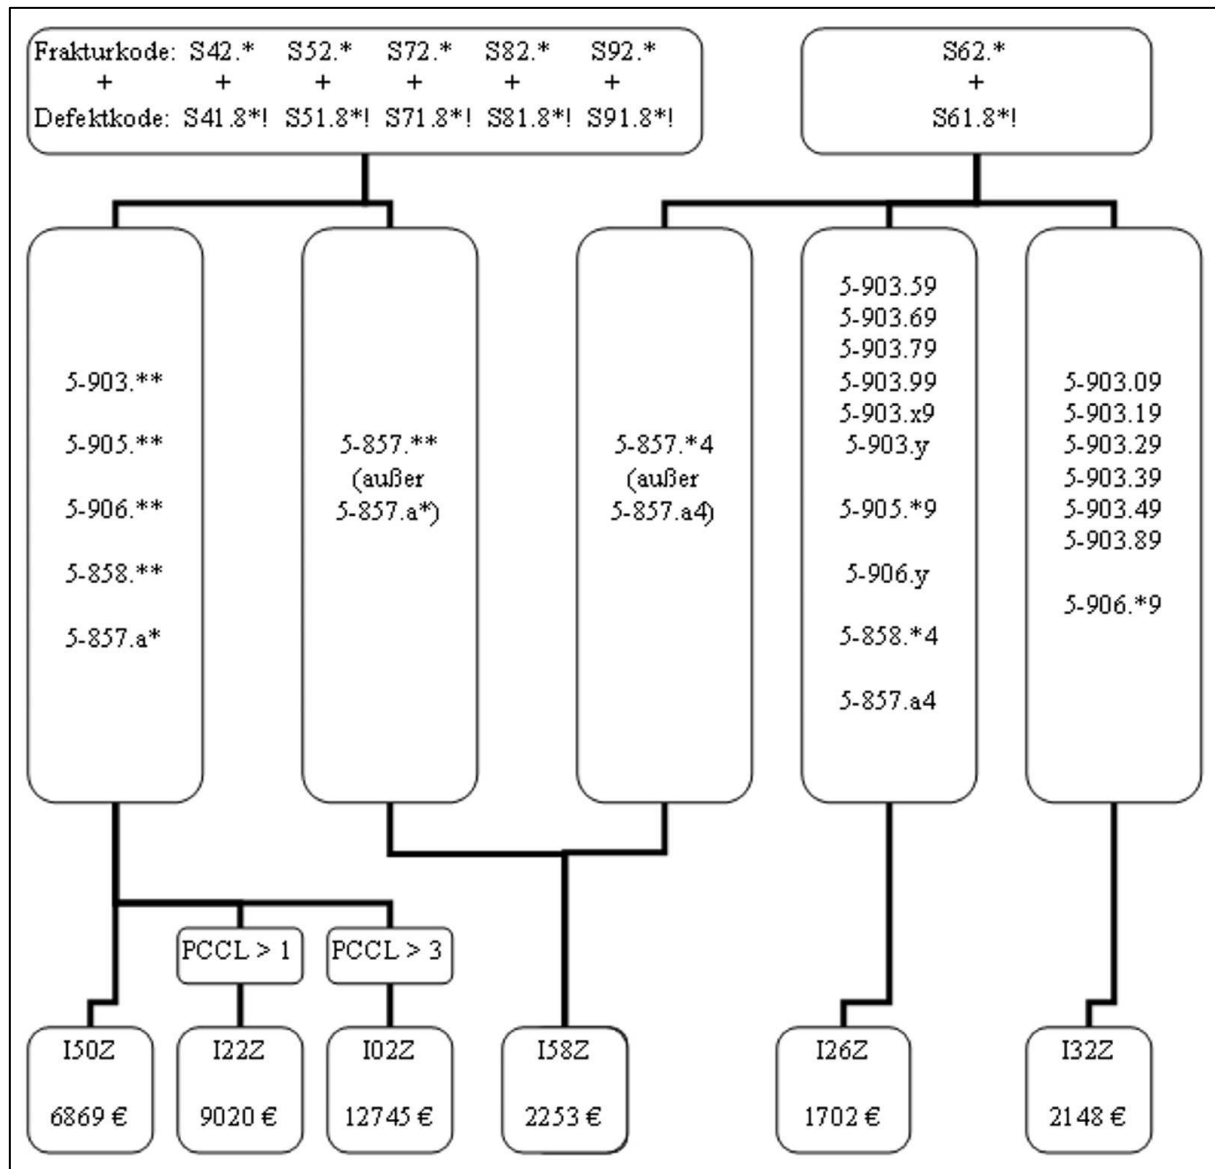 Frakturkode: S42.* S52.* S72.* S82.* S92.*
+ + + + + +
Defektkode: S41.8*! S51.8*! S71.8*! S81.8*! S91.8*!
S62.*
+
S61.8*!
5-903.**
5-905.**
5-906.**
5-858.**
5-857.a*
5-857.**
(außer
5-857.a*)
5-857.*4
(außer
5-857.a4)
5-903.59
5-903.69
5-903.79
5-903.99
5-903.x9
5-903.y
5-905.*9
5-906.y
5-858.*4
5-857.a4
5-903.09
5-903.19
5-903.29
5-903.39
5-903.49
5-903.89
5-906.*9
PCCL > 1
PCCL > 3
I50Z
6869 €
I22Z
9020 €
I02Z
12745 €
I58Z
2253 €
I26Z
1702 €
I32Z
2148 €